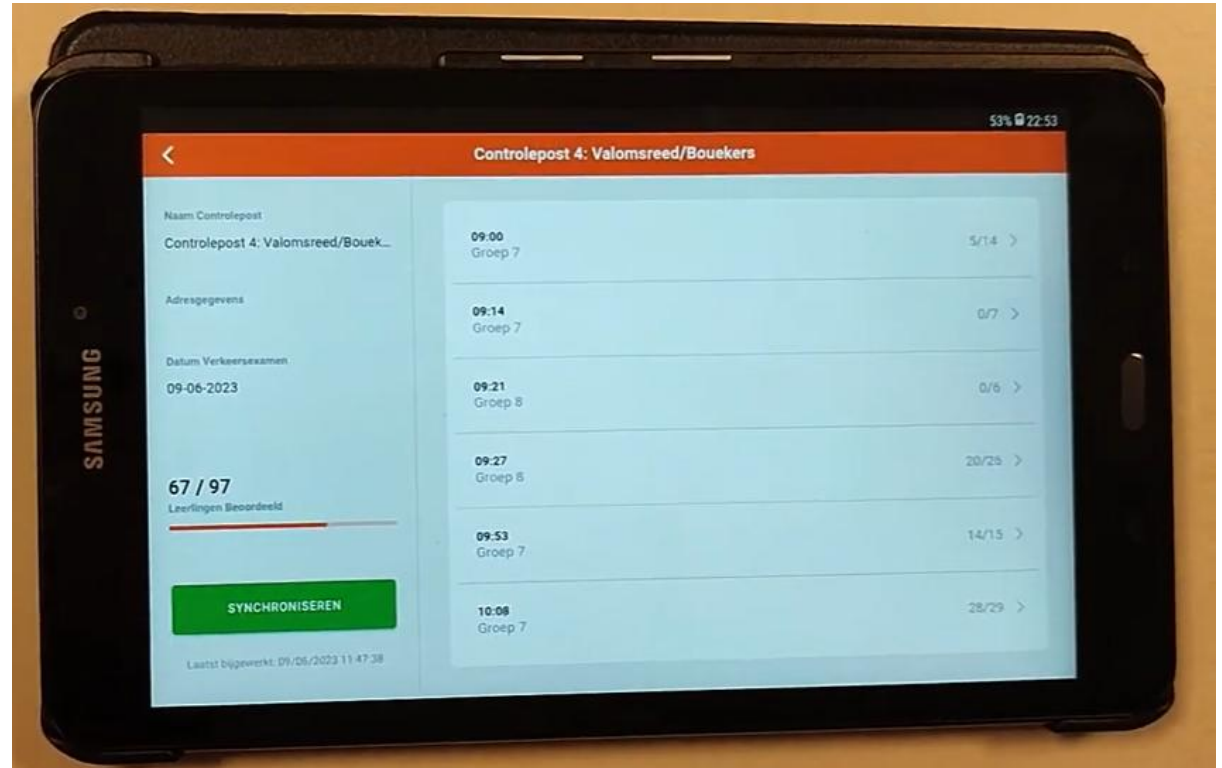 SAMSUNG
53% 22:53
Controlepost 4: Valomsreed/Bouekers
Naam Controlepost
Controlepost 4: Valomsreed/Bouek...
Adresgegevens
Datum Verkeersexamen
09-06-2023
67 / 97
Leerlingen Beoordeeld
SYNCHRONISEREN
Laatst bijgewerkt: 09/06/2023 11:47:38
09:00
Groep 7
5/14
09:14
Groep 7
0/7
09:21
Groep 8
0/6
09:27
Groep 8
20/26
09:53
Groep 7
14/15
10:08
Groep 7
28/29